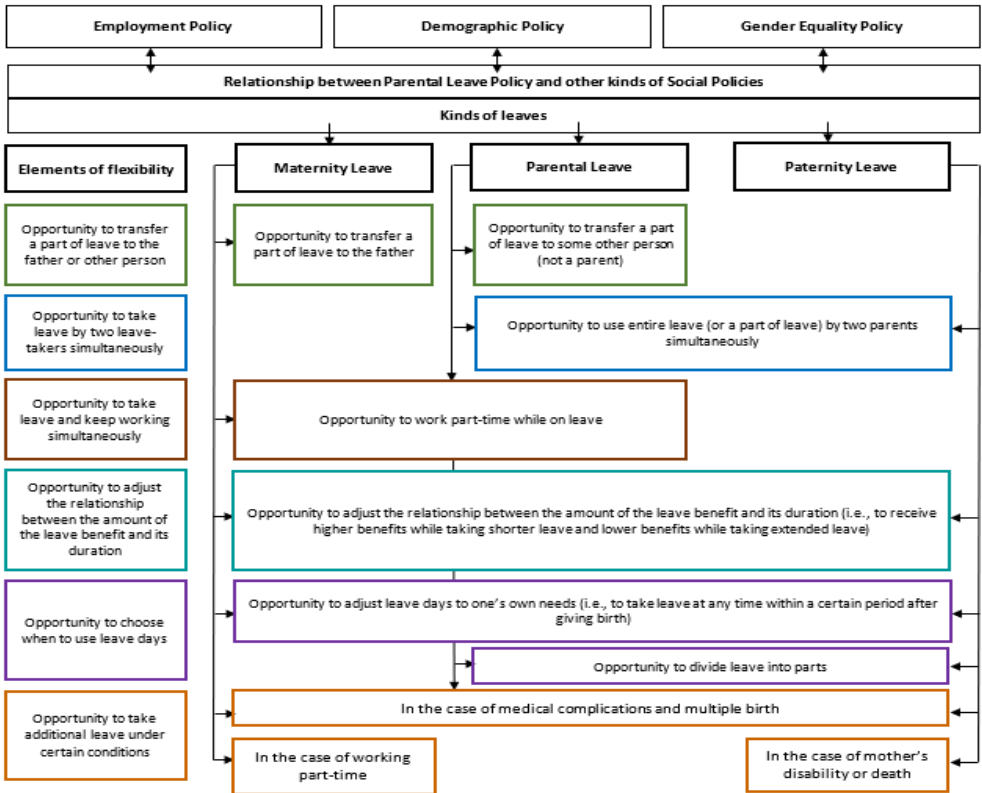 Employment Policy
Demographic Policy
Gender Equality Policy
Relationship between Parental Leave Policy and other kinds of Social Policies
Kinds of leaves
Elements of flexibility
Maternity Leave
Parental Leave
Paternity Leave
Opportunity to transfer
a part of leave to the
father or other person
Opportunity to transfer a
part of leave to the father
Opportunity to transfer a part
of leave to some other person
(not a parent)
Opportunity to take
leave by two leave-
takers simultaneously
Opportunity to use entire leave (or a part of leave) by two parents
simultaneously
Opportunity to take
leave and keep working
simultaneously
Opportunity to work part-time while on leave
Opportunity to adjust
the relationship
between the amount of
the leave benefit and its
duration
Opportunity to adjust the relationship between the amount of the leave benefit and its duration (i.e., to receive
higher benefits while taking shorter leave and lower benefits while taking extended leave)
Opportunity to choose
when to use leave days
Opportunity to adjust leave days to one's own needs (i.e., to take leave at any time within a certain period after
giving birth)
Opportunity to divide leave into parts
Opportunity to take
additional leave under
certain conditions
In the case of medical complications and multiple birth
In the case of working
part-time
In the case of mother's
disability or death